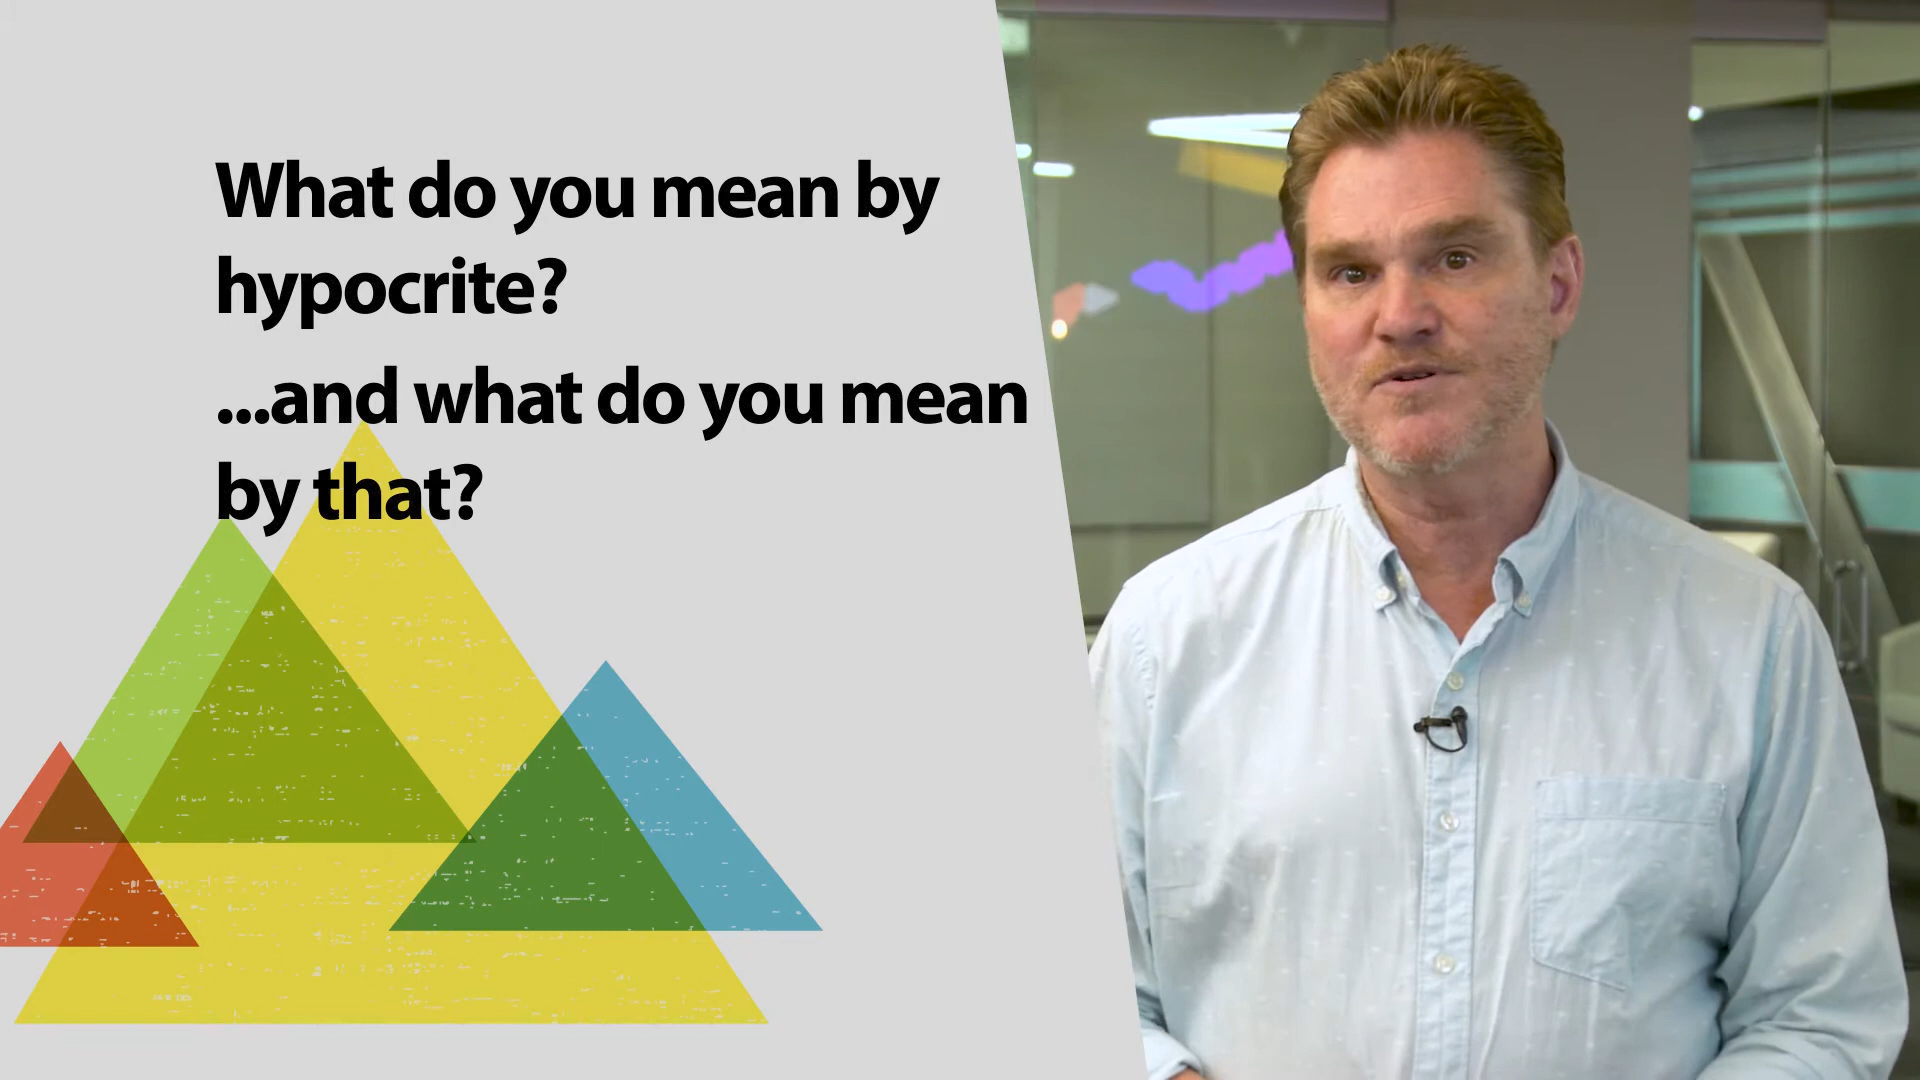 What do you mean by
hypocrite?
...and what do you mean
by that?